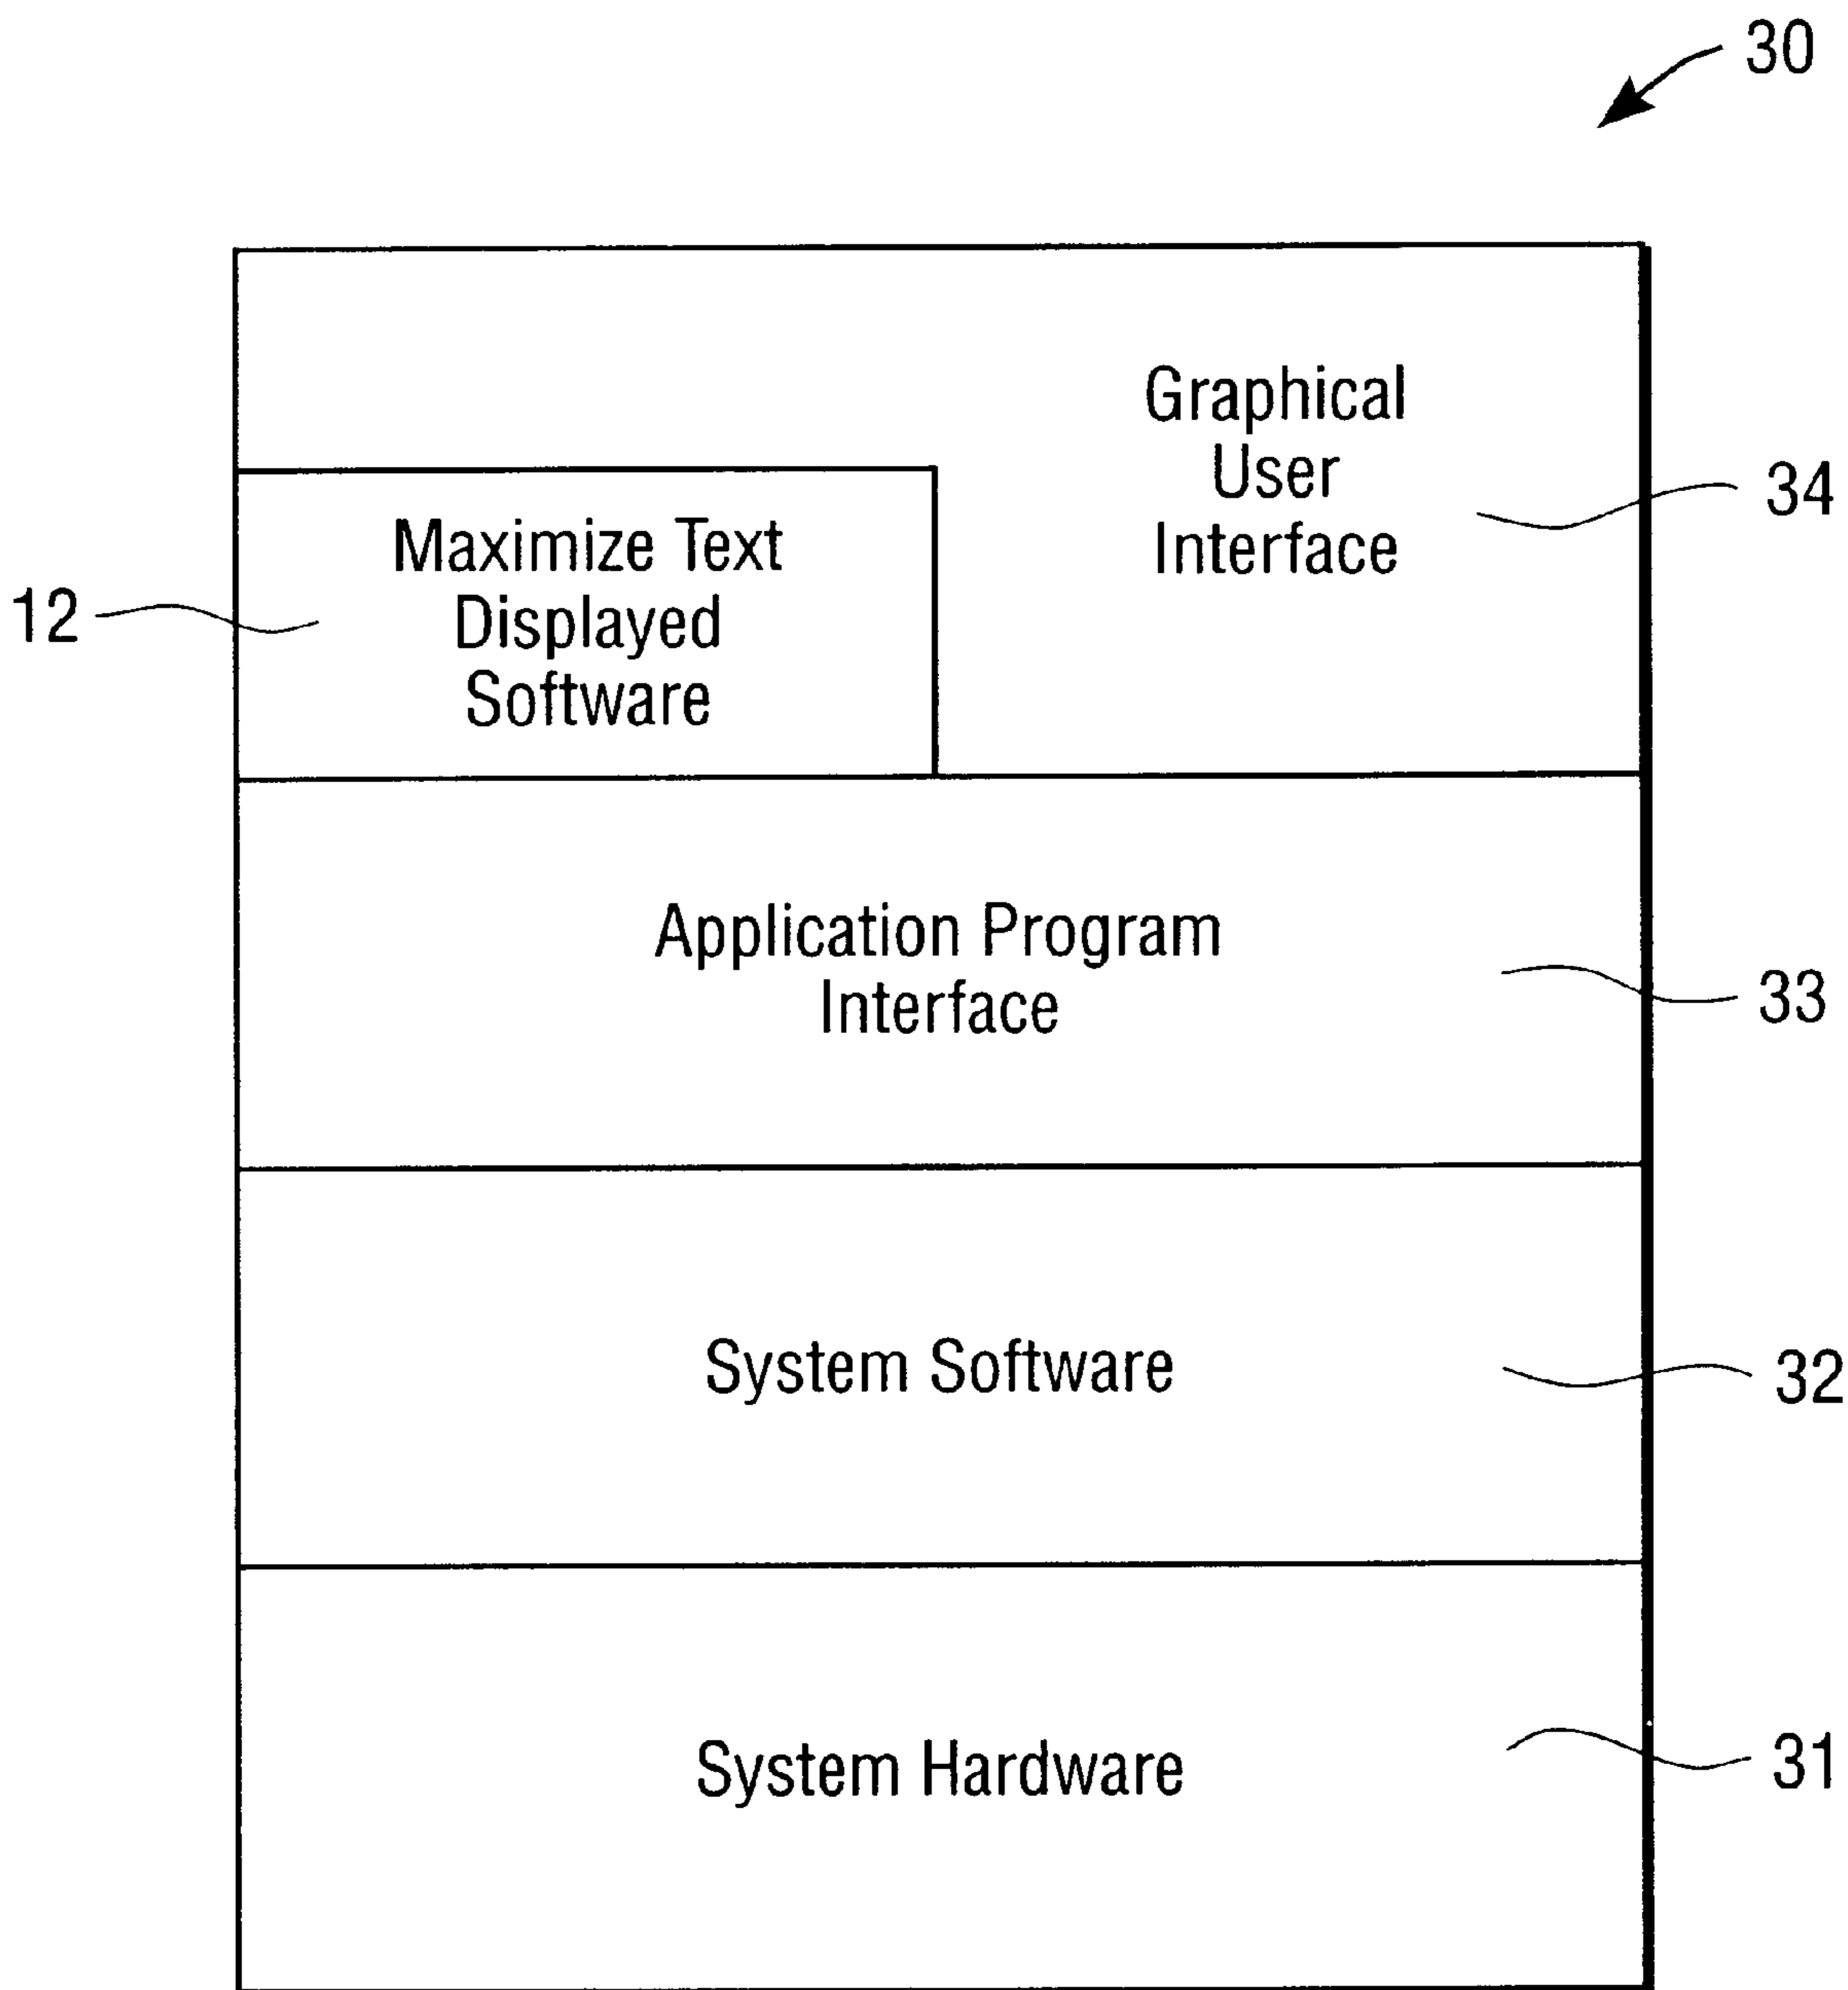 30
Graphical
User
Interface
34
Maximize Text
Displayed
Software
12
Application Program
Interface
33
System Software
32
System Hardware
31